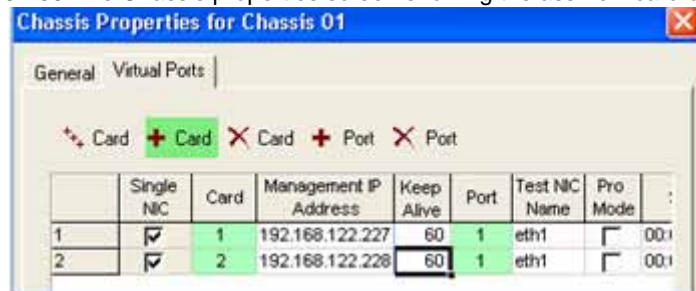 Chassis Properties for Chassis 01
General Virtual Ports
Card + Card X Card + Port X Port
Single NIC Card Management IP Address Keep Alive Port Test NIC Name Pro Mode
1 1 192.168.122.227 60 1 eth1 00:
2 2 192.168.122.228 60 1 eth1 00: